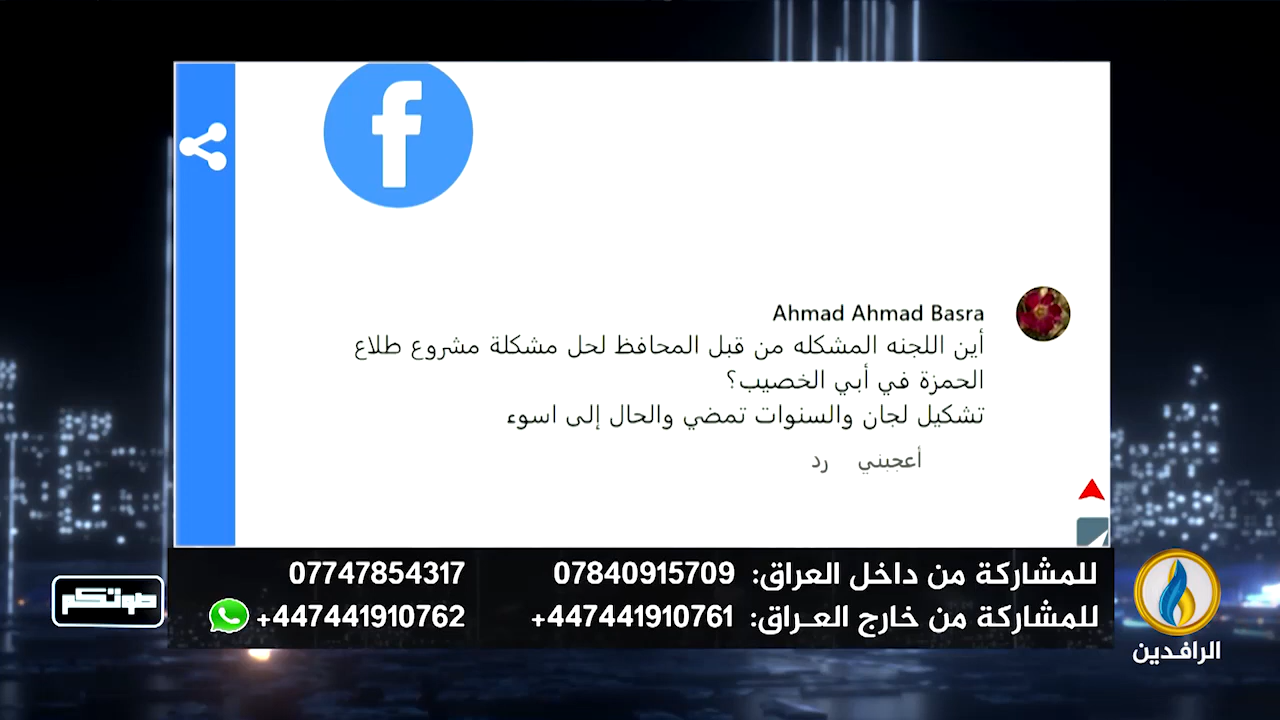 f
Ahmad Ahmad Basra
أين اللجنه المشكله من قبل المحافظ لحل مشكلة مشروع طلاع
الحمزة في أبي الخصيب؟
تشكيل لجان والسنوات تمضي والحال إلى اسوء
أعجبني رد
للمشاركة من داخل العراق: 07840915709 07747854317
للمشاركة من خارج العـراق: 447441910761+ 447441910762+
صوتكم
الرافدين